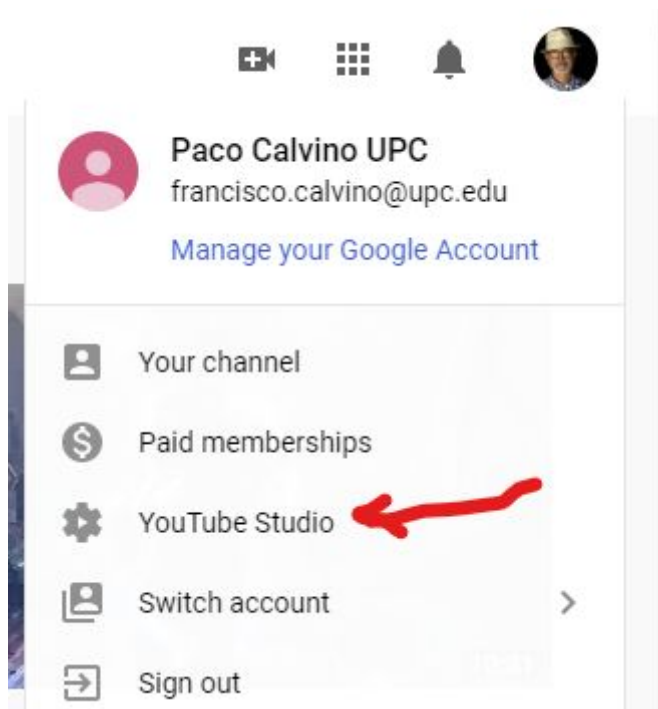 Paco Calvino UPC
francisco.calvino@upc.edu
Manage your Google Account
Your channel
Paid memberships
YouTube Studio
Switch account
Sign out